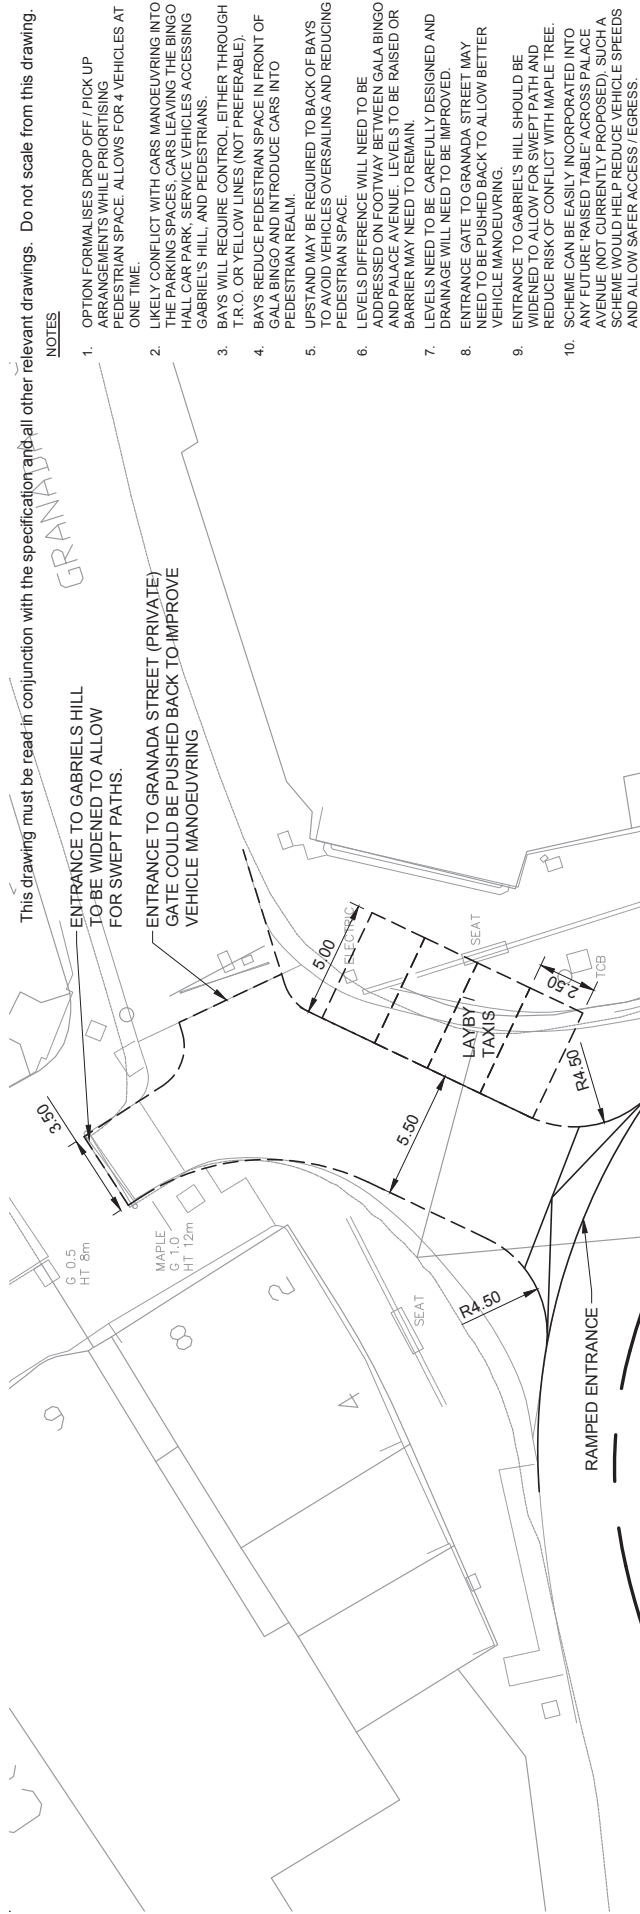 This drawing must be read in conjunction with the specification and all other relevant drawings.  Do not scale from this drawing.
NOTES
1. OPTION FORMALISES DROP OFF / PICK UP
ARRANGEMENTS WHILE PRIORITISING
PEDESTRIAN SPACE. ALLOWS FOR 4 VEHICLES AT
ONE TIME.
2. LIKELY CONFLICT WITH CARS MANOEUVRING INTO
THE PARKING SPACES, CARS LEAVING THE BINGO
HALL CAR PARK, SERVICE VEHICLES ACCESSING
GABRIEL'S HILL, AND PEDESTRIANS.
3. BAYS WILL REQUIRE CONTROL, EITHER THROUGH
T.R.O. OR YELLOW LINES (NOT PREFERABLE).
4. BAYS REDUCE PEDESTRIAN SPACE IN FRONT OF
GALA BINGO AND INTRODUCE CARS INTO
PEDESTRIAN REALM.
5. UPSTAND MAY BE REQUIRED TO BACK OF BAYS
TO AVOID VEHICLES OVERSAILING AND REDUCING
PEDESTRIAN SPACE.
6. LEVELS DIFFERENCE WILL NEED TO BE
ADDRESSED ON FOOTWAY BETWEEN GALA BINGO
AND PALACE AVENUE.  LEVELS TO BE RAISED OR
BARRIER MAY NEED TO REMAIN.
7. LEVELS NEED TO BE CAREFULLY DESIGNED AND
DRAINAGE WILL NEED TO BE IMPROVED.
8. ENTRANCE GATE TO GRANADA STREET MAY
NEED TO BE PUSHED BACK TO ALLOW BETTER
VEHICLE MANOEUVRING.
9. ENTRANCE TO GABRIEL'S HILL SHOULD BE
WIDENED TO ALLOW FOR SWEPT PATH AND
REDUCE RISK OF CONFLICT WITH MAPLE TREE.
10. SCHEME CAN BE EASILY INCORPORATED INTO
ANY FUTURE 'RAISED TABLE' ACROSS PALACE
AVENUE (NOT CURRENTLY PROPOSED). SUCH A
SCHEME WOULD HELP REDUCE VEHICLE SPEEDS
AND ALLOW SAFER ACCESS / EGRESS.
GRANADA
ENTRANCE TO GABRIELS HILL
TO BE WIDENED TO ALLOW
FOR SWEPT PATHS.
ENTRANCE TO GRANADA STREET (PRIVATE)
GATE COULD BE PUSHED BACK TO IMPROVE
VEHICLE MANOEUVRING
3.50
5.00
ELECTRIC
SEAT
TCB
2.50
LAYBY /
TAXIS
5.50
R4.50
G 0.5
HT 8m
MAPLE
G 1.0
HT 12m
SEAT
R4.50
RAMPED ENTRANCE
9
8
2
4